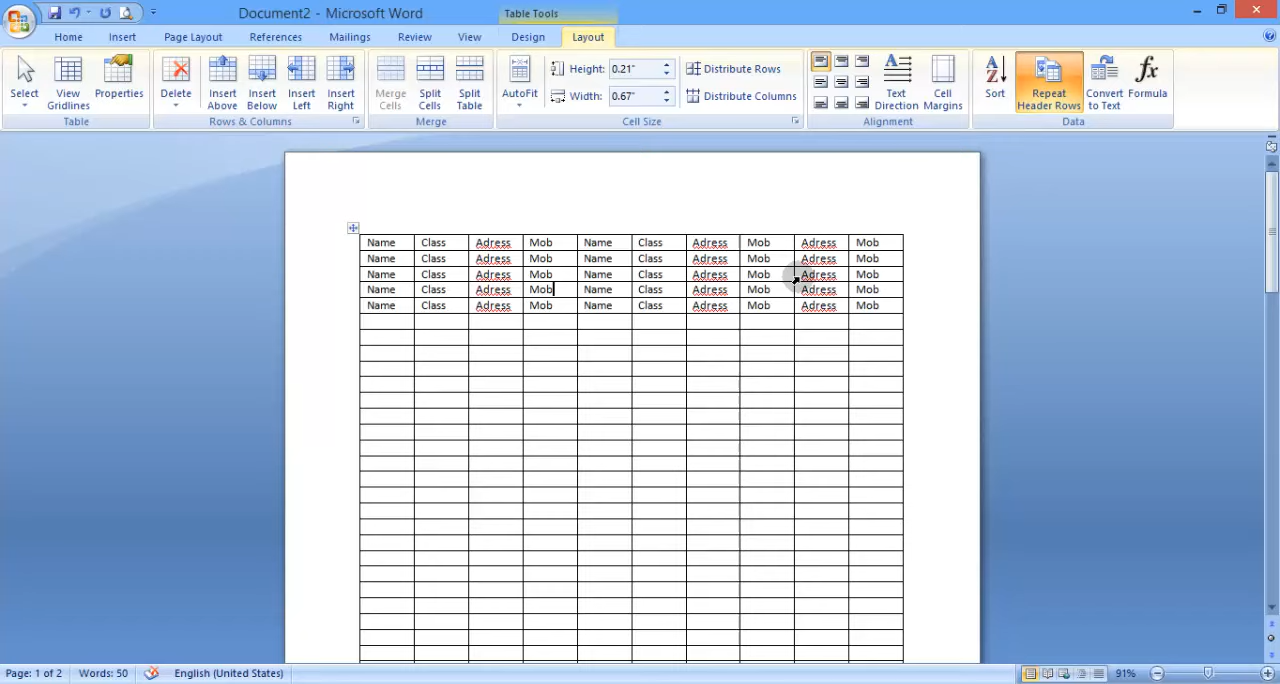 Document2 - Microsoft Word
Table Tools
Home Insert Page Layout References Mailings Review View Design Layout
Select
View Gridlines
Properties
Table
Delete
Insert Above
Insert Below
Insert Left
Insert Right
Rows & Columns
Merge Cells
Split Cells
Split Table
Merge
AutoFit
Height: 0.21"
Width: 0.67"
Distribute Rows
Distribute Columns
Cell Size
Text Direction
Cell Margins
Alignment
Sort
Repeat Header Rows
Convert to Text
Formula
Data
Name Class Adress Mob Name Class Adress Mob Adress Mob
Name Class Adress Mob Name Class Adress Mob Adress Mob
Name Class Adress Mob Name Class Adress Mob Adress Mob
Name Class Adress Mob Name Class Adress Mob Adress Mob
Name Class Adress Mob Name Class Adress Mob Adress Mob
Page: 1 of 2 Words: 50 English (United States) 91%